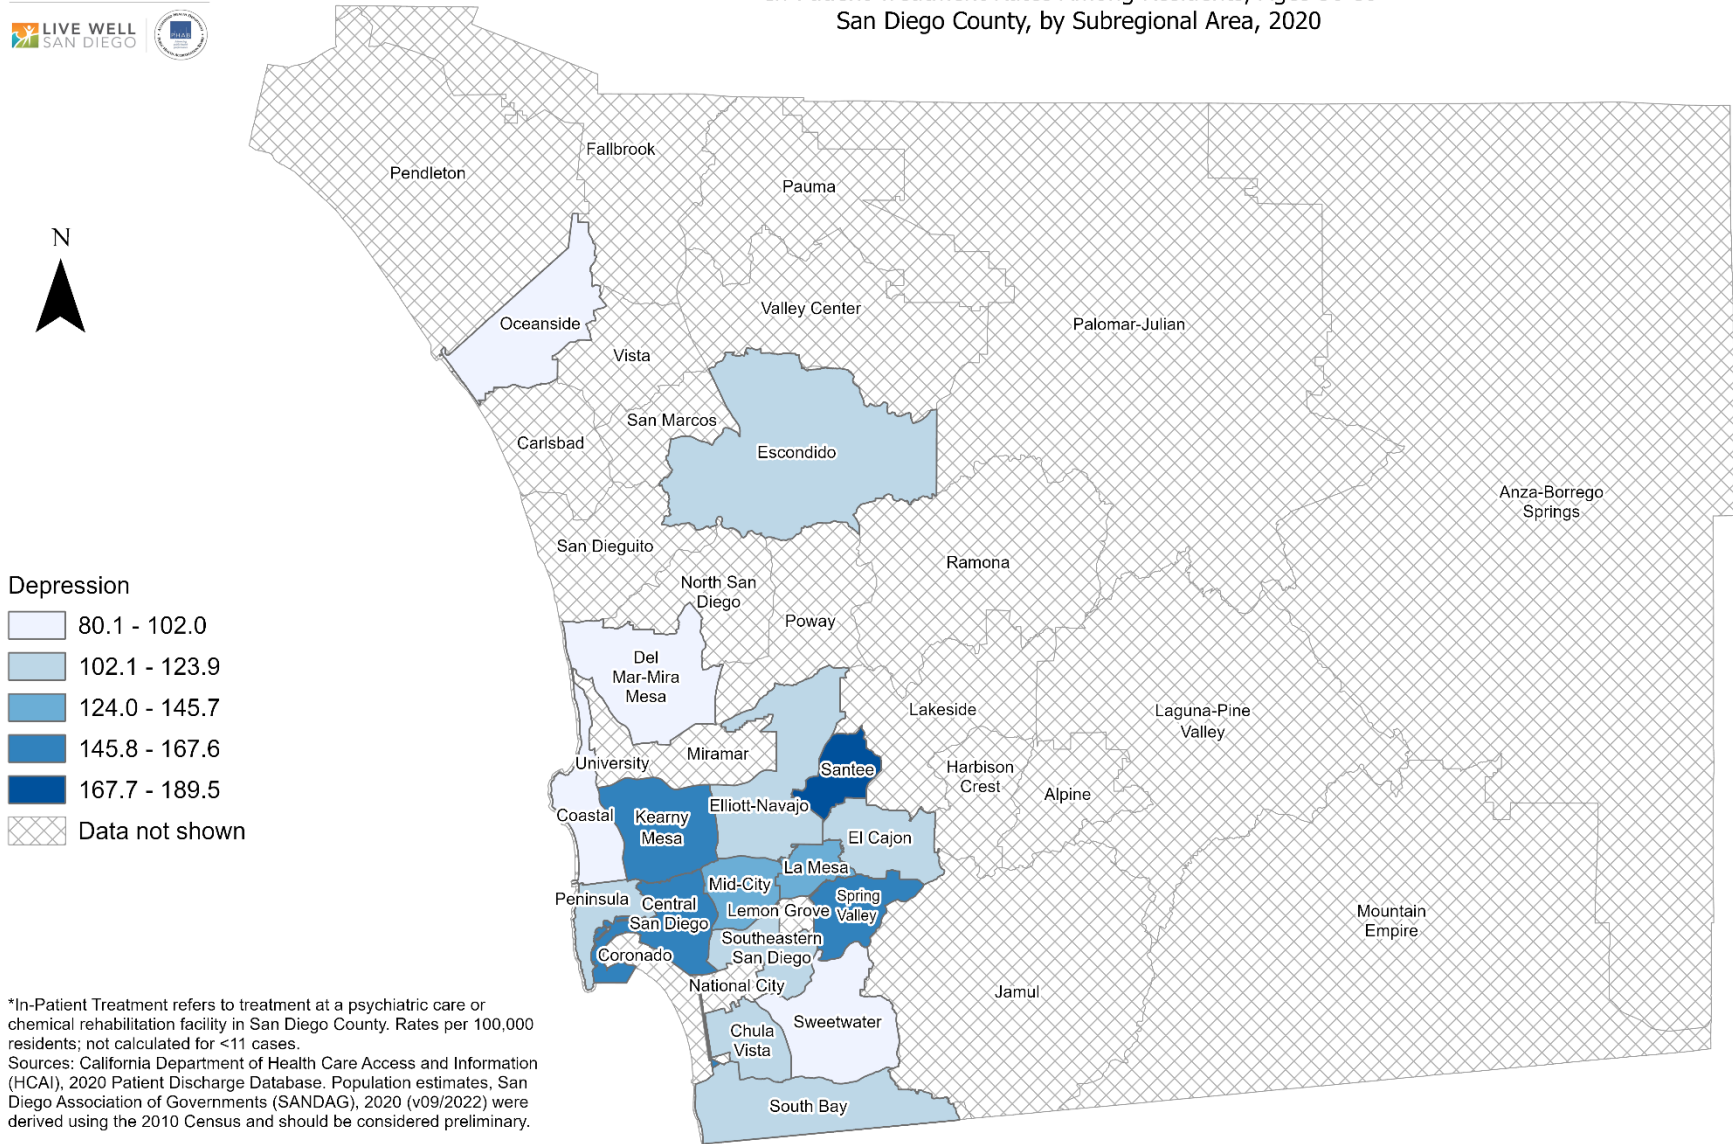 LIVE WELL
SAN DIEGO
PHAB
San Diego County, by Subregional Area, 2020
N
Pendleton
Fallbrook
Pauma
Oceanside
Vista
Valley Center
Palomar-Julian
San Marcos
Carlsbad
Escondido
Anza-Borrego
Springs
San Dieguito
North San
Diego
Ramona
Poway
Del
Mar-Mira
Mesa
Lakeside
Laguna-Pine
Valley
University
Miramar
Santee
Harbison
Crest
Alpine
Coastal
Kearny
Mesa
Elliott-Navajo
El Cajon
La Mesa
Mid-City
Peninsula
Central
San Diego
Lemon Grove
Spring
Valley
Mountain
Empire
Southeastern
San Diego
Coronado
National City
Jamul
Sweetwater
Chula
Vista
South Bay
Depression
80.1 - 102.0
102.1 - 123.9
124.0 - 145.7
145.8 - 167.6
167.7 - 189.5
Data not shown
*In-Patient Treatment refers to treatment at a psychiatric care or
chemical rehabilitation facility in San Diego County. Rates per 100,000
residents; not calculated for <11 cases.
Sources: California Department of Health Care Access and Information
(HCAI), 2020 Patient Discharge Database. Population estimates, San
Diego Association of Governments (SANDAG), 2020 (v09/2022) were
derived using the 2010 Census and should be considered preliminary.